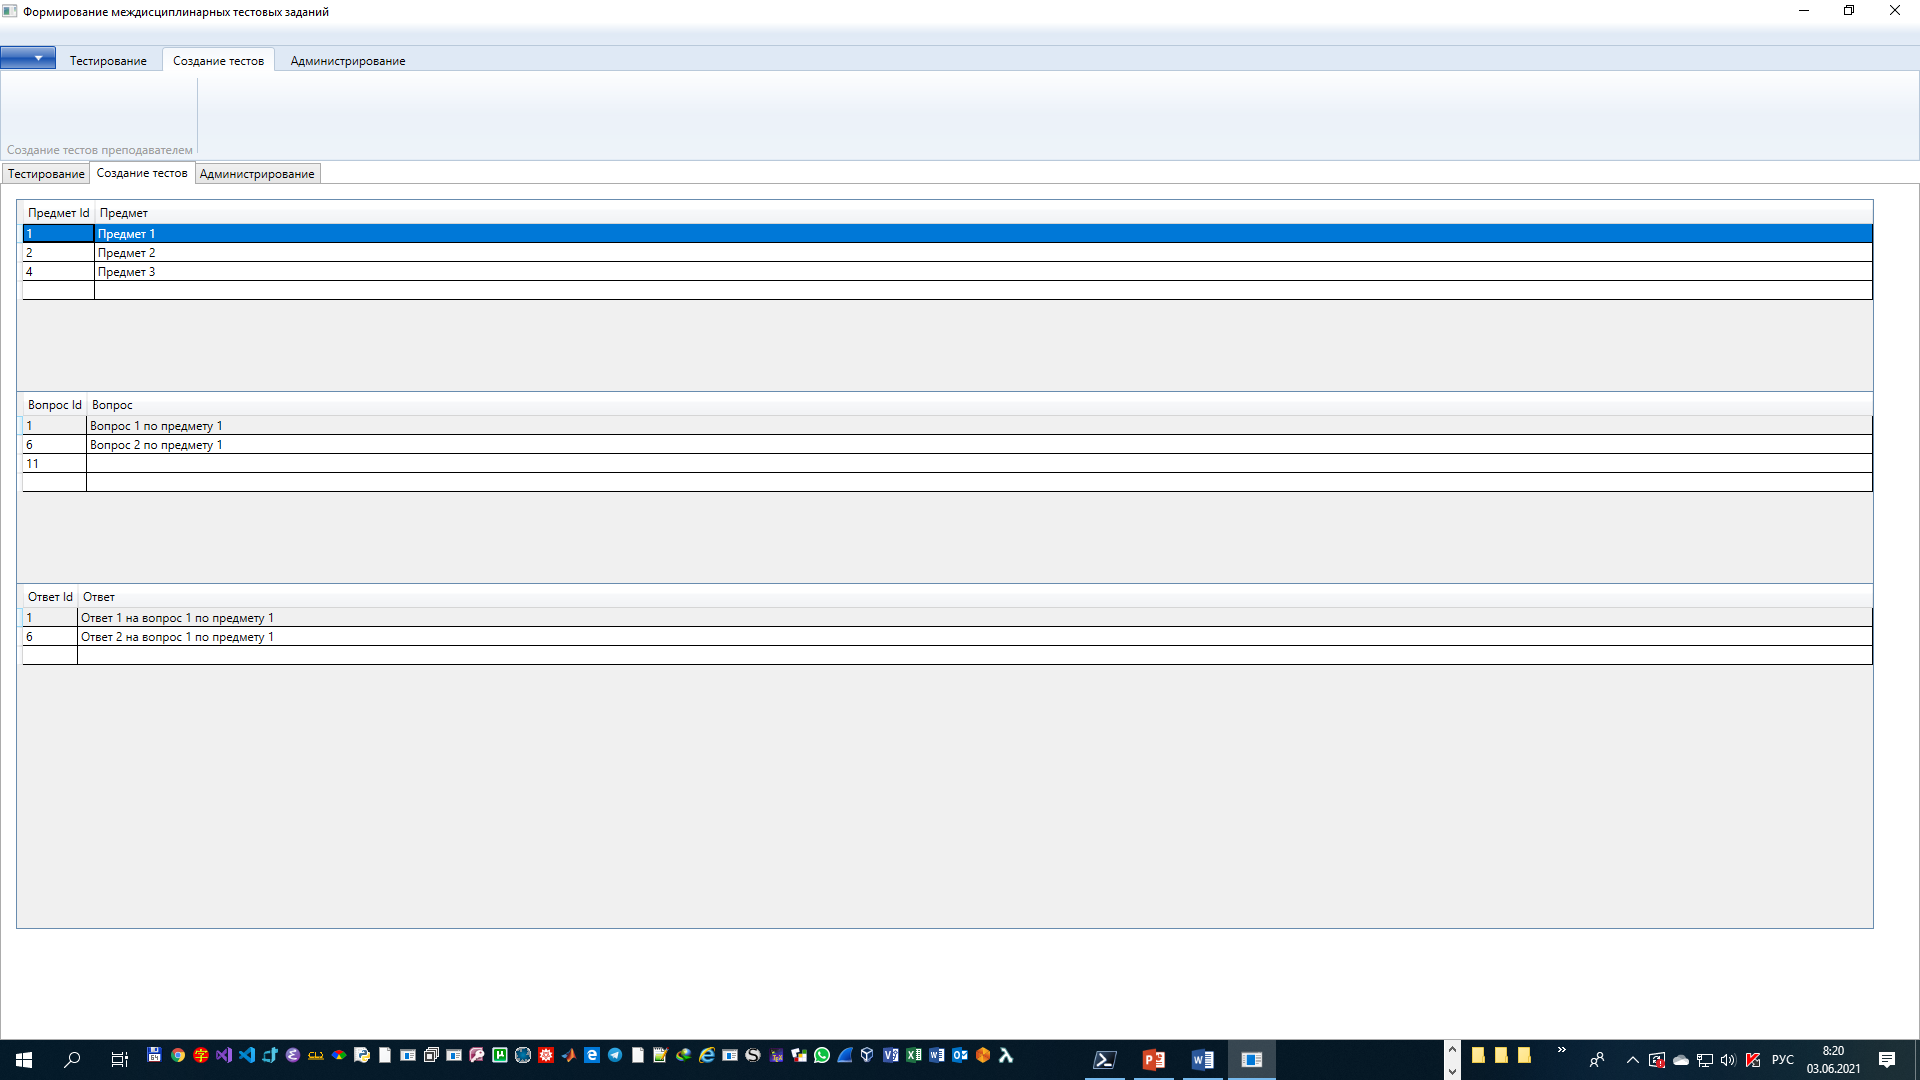 Формирование междисциплинарных тестовых заданий
Тестирование Создание тестов Администрирование
Создание тестов преподавателем
Тестирование Создание тестов Администрирование
Предмет Id Предмет
1 Предмет 1
2 Предмет 2
4 Предмет 3
Вопрос Id Вопрос
1 Вопрос 1 по предмету 1
6 Вопрос 2 по предмету 1
11
Ответ Id Ответ
1 Ответ 1 на вопрос 1 по предмету 1
6 Ответ 2 на вопрос 1 по предмету 1
РУС
8:20
03.06.2021